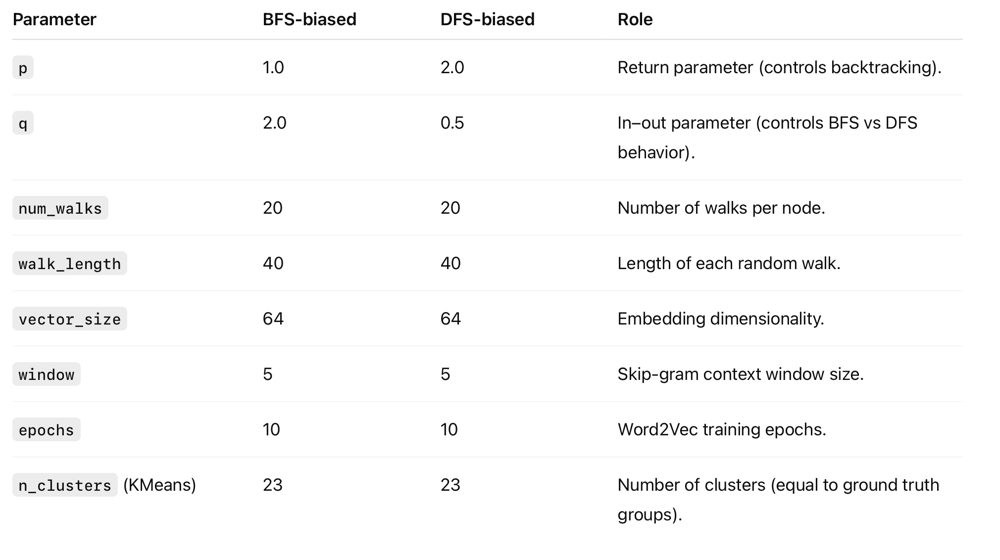 Parameter BFS-biased DFS-biased Role
p 1.0 2.0 Return parameter (controls backtracking).
q 2.0 0.5 In–out parameter (controls BFS vs DFS
behavior).
num_walks 20 20 Number of walks per node.
walk_length 40 40 Length of each random walk.
vector_size 64 64 Embedding dimensionality.
window 5 5 Skip-gram context window size.
epochs 10 10 Word2Vec training epochs.
n_clusters (KMeans) 23 23 Number of clusters (equal to ground truth
groups).